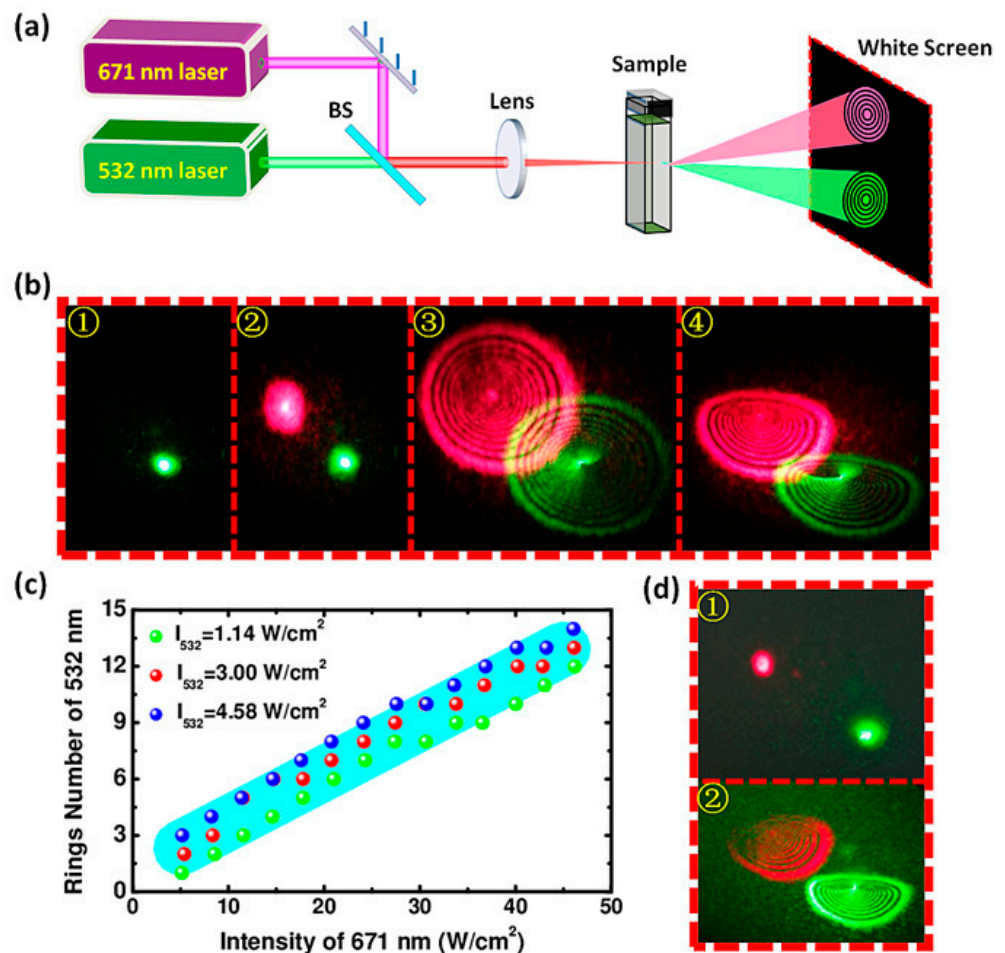 (a)
671 nm laser
532 nm laser
BS
Lens
Sample
White Screen
(b)
①
②
③
④
(c)
Rings Number of 532 nm
15
12
9
6
3
0
I₅₃₂=1.14 W/cm²
I₅₃₂=3.00 W/cm²
I₅₃₂=4.58 W/cm²
0
10
20
30
40
50
Intensity of 671 nm (W/cm²)
(d)
①
②